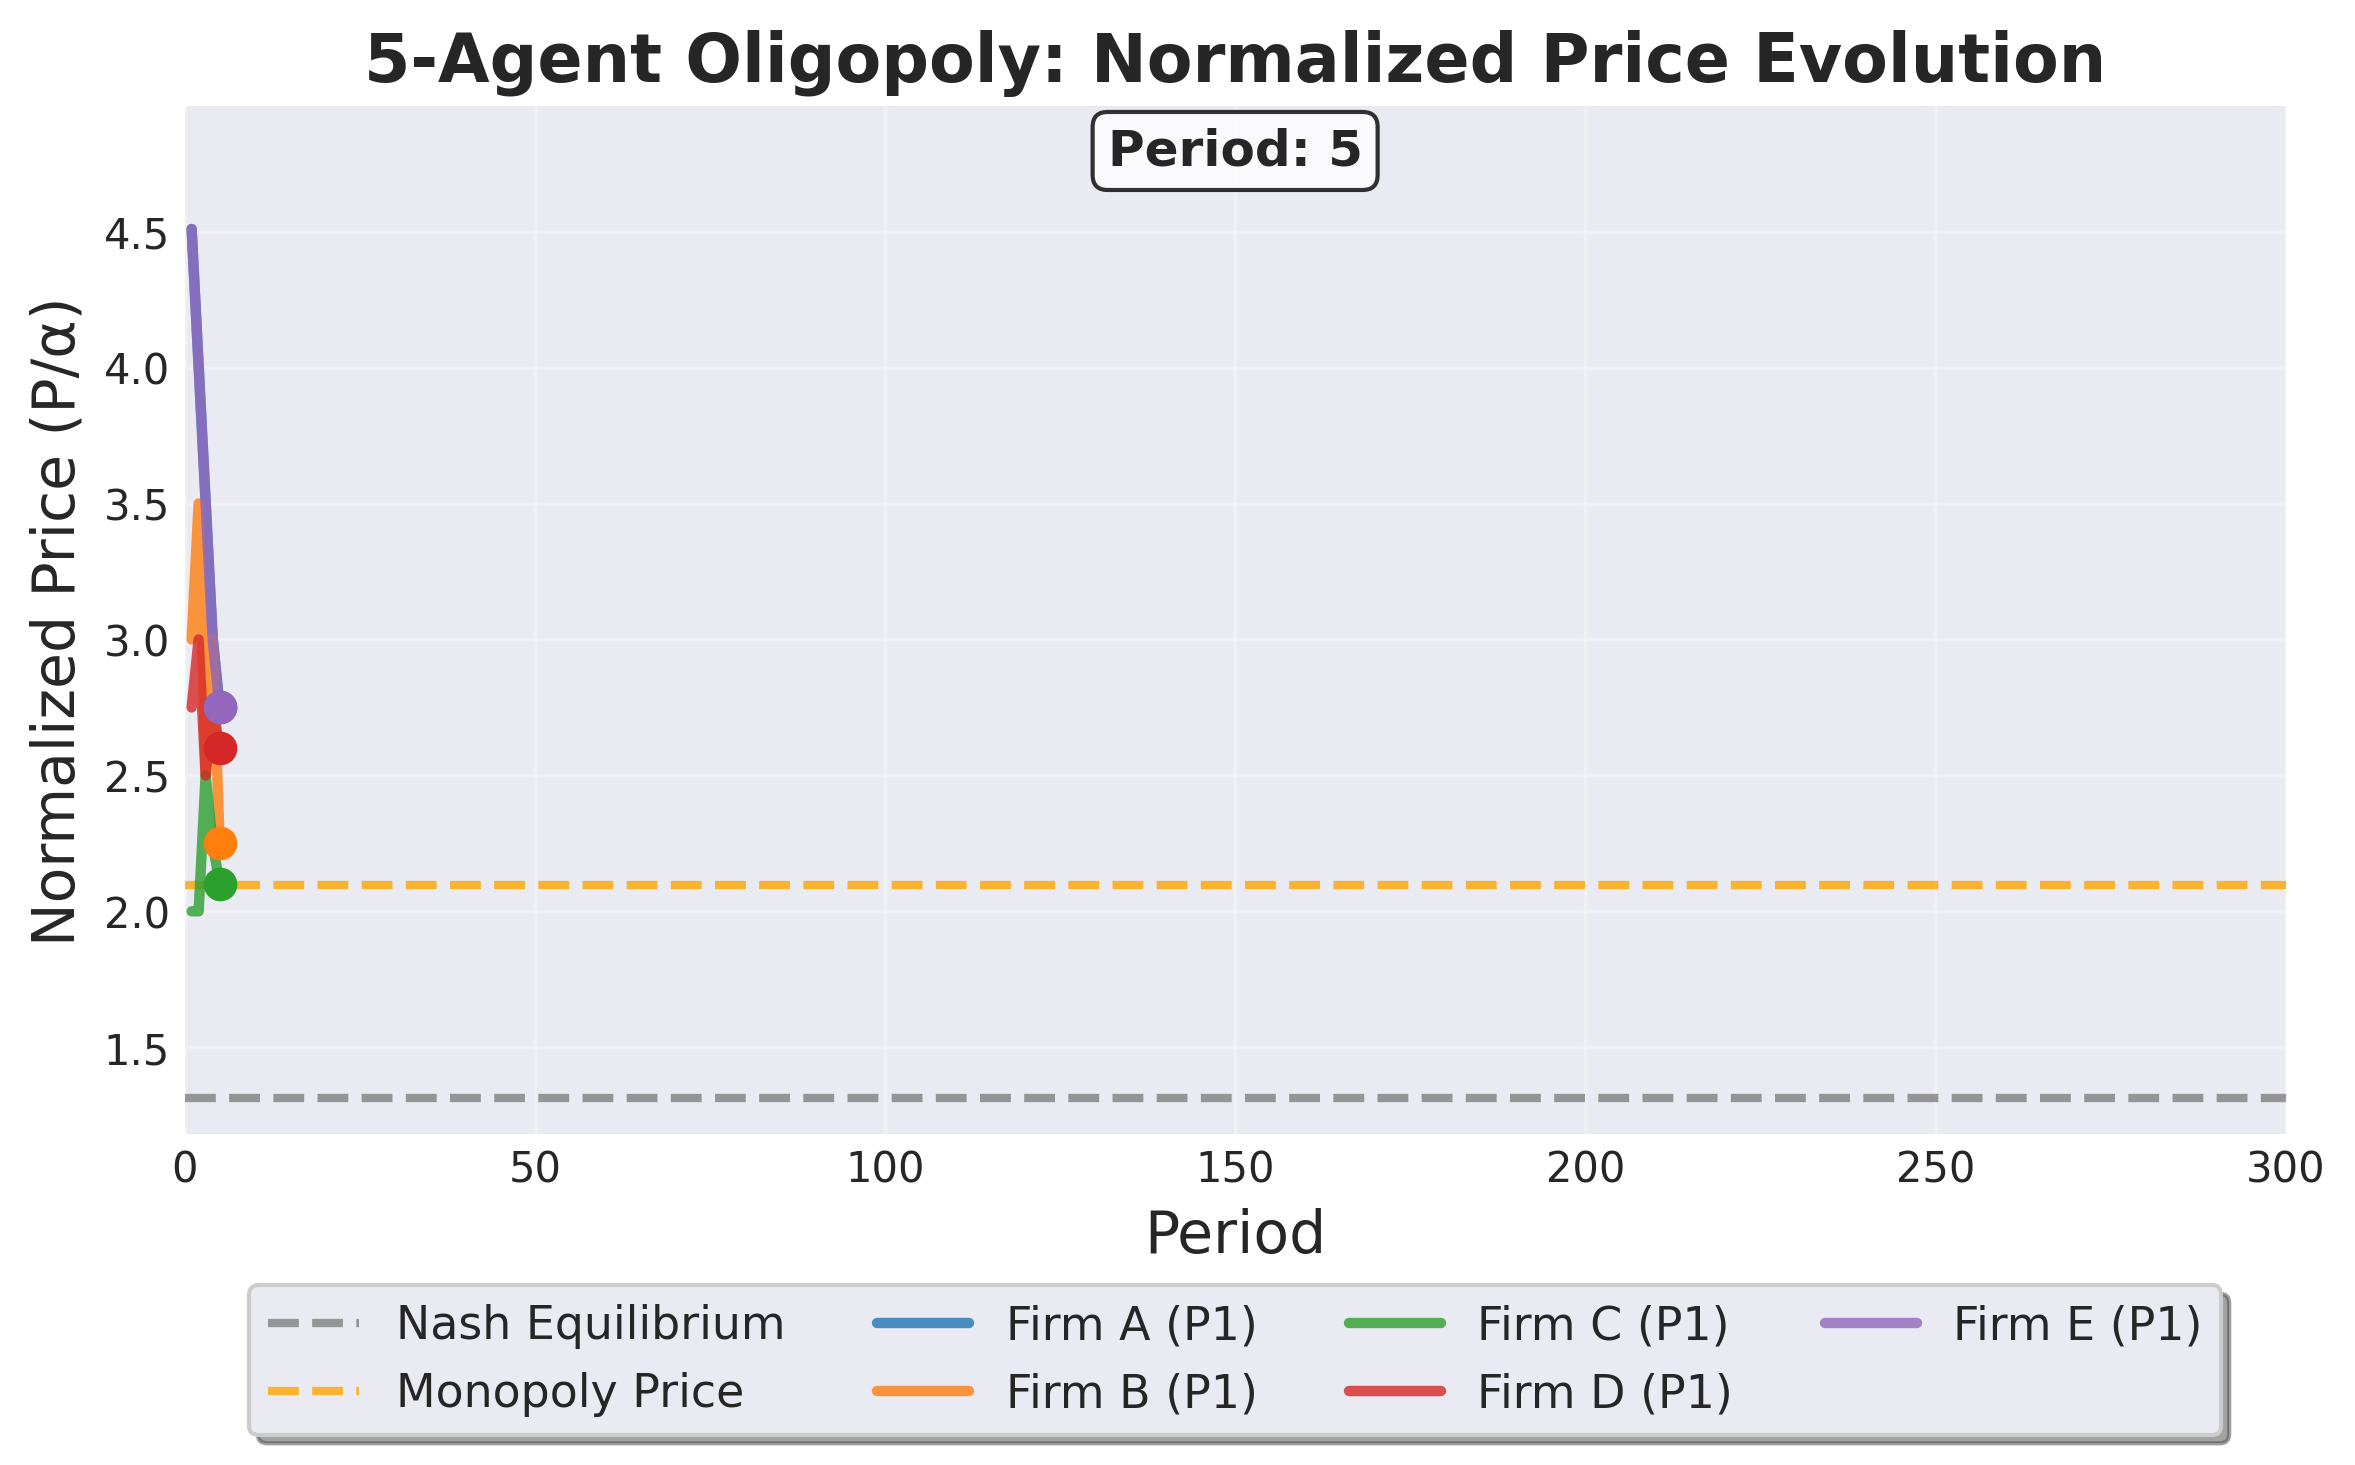 5-Agent Oligopoly: Normalized Price Evolution
Period: 5
Normalized Price (P/α)
4.5
4.0
3.5
3.0
2.5
2.0
1.5
0 50 100 150 200 250 300
Period
Nash Equilibrium
Monopoly Price
Firm A (P1)
Firm B (P1)
Firm C (P1)
Firm D (P1)
Firm E (P1)